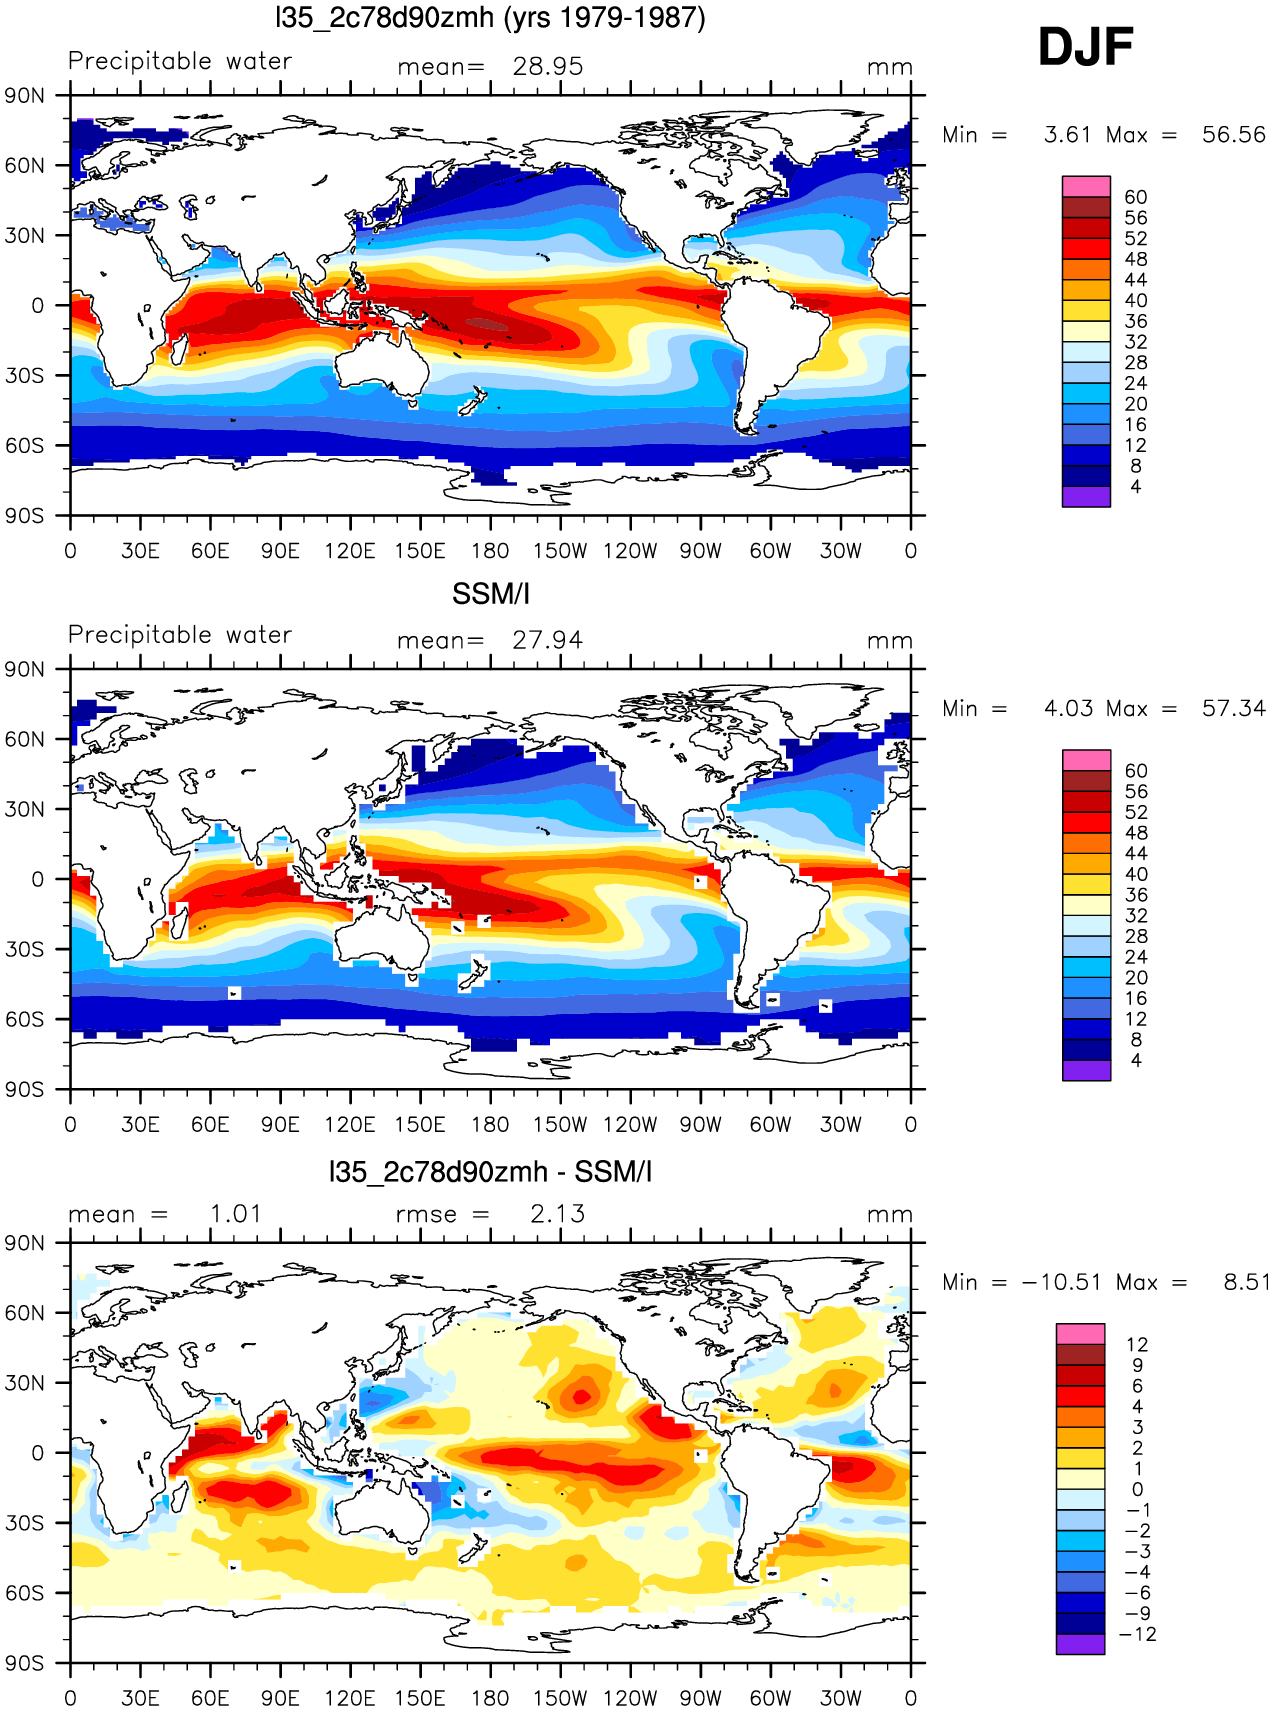 l35_2c78d90zmh (yrs 1979-1987)
DJF
Precipitable water mean= 28.95 mm
Min = 3.61 Max = 56.56
90N
60N
30N
0
30S
60S
90S
0 30E 60E 90E 120E 150E 180 150W 120W 90W 60W 30W 0
60
56
52
48
44
40
36
32
28
24
20
16
12
8
4
SSM/I
Precipitable water mean= 27.94 mm
Min = 4.03 Max = 57.34
90N
60N
30N
0
30S
60S
90S
0 30E 60E 90E 120E 150E 180 150W 120W 90W 60W 30W 0
60
56
52
48
44
40
36
32
28
24
20
16
12
8
4
l35_2c78d90zmh - SSM/I
mean = 1.01 rmse = 2.13 mm
Min = -10.51 Max = 8.51
90N
60N
30N
0
30S
60S
90S
0 30E 60E 90E 120E 150E 180 150W 120W 90W 60W 30W 0
12
9
6
4
3
2
1
0
-1
-2
-3
-4
-6
-9
-12